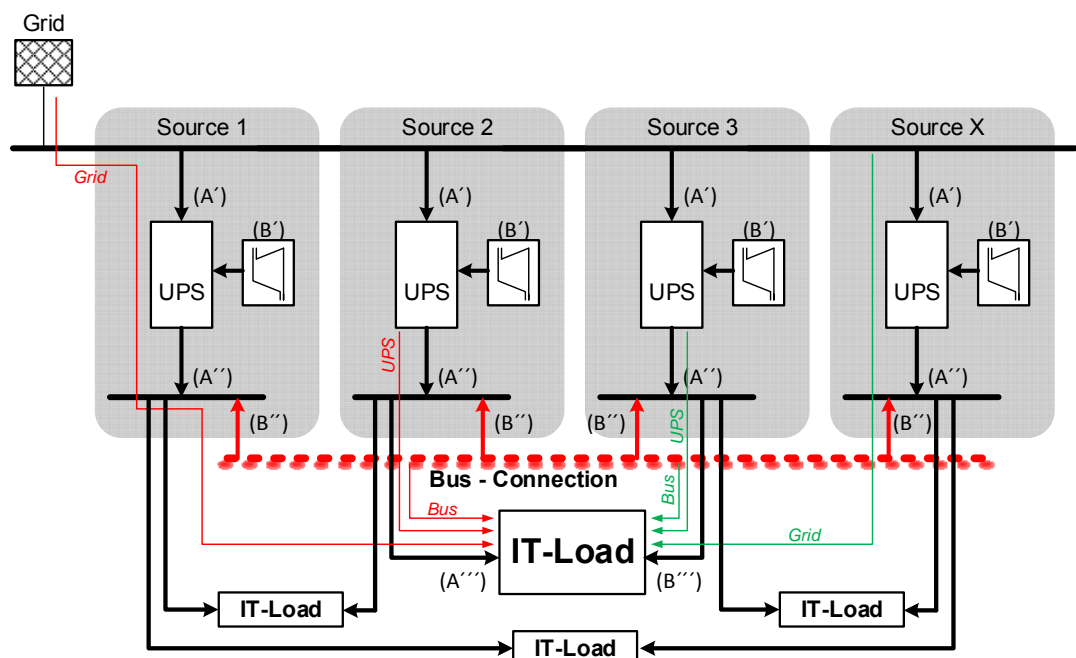 Grid
Source 1
Source 2
Source 3
Source X
Grid
(A´)
(A´)
(A´)
(A´)
(B´)
(B´)
(B´)
(B´)
UPS
UPS
UPS
UPS
UPS
(A´´)
(A´´)
(A´´)
(A´´)
UPS
(B´´)
(B´´)
(B´´)
(B´´)
Bus - Connection
Bus
Bus
IT-Load
Grid
(A´´´)
(B´´´)
IT-Load
IT-Load
IT-Load